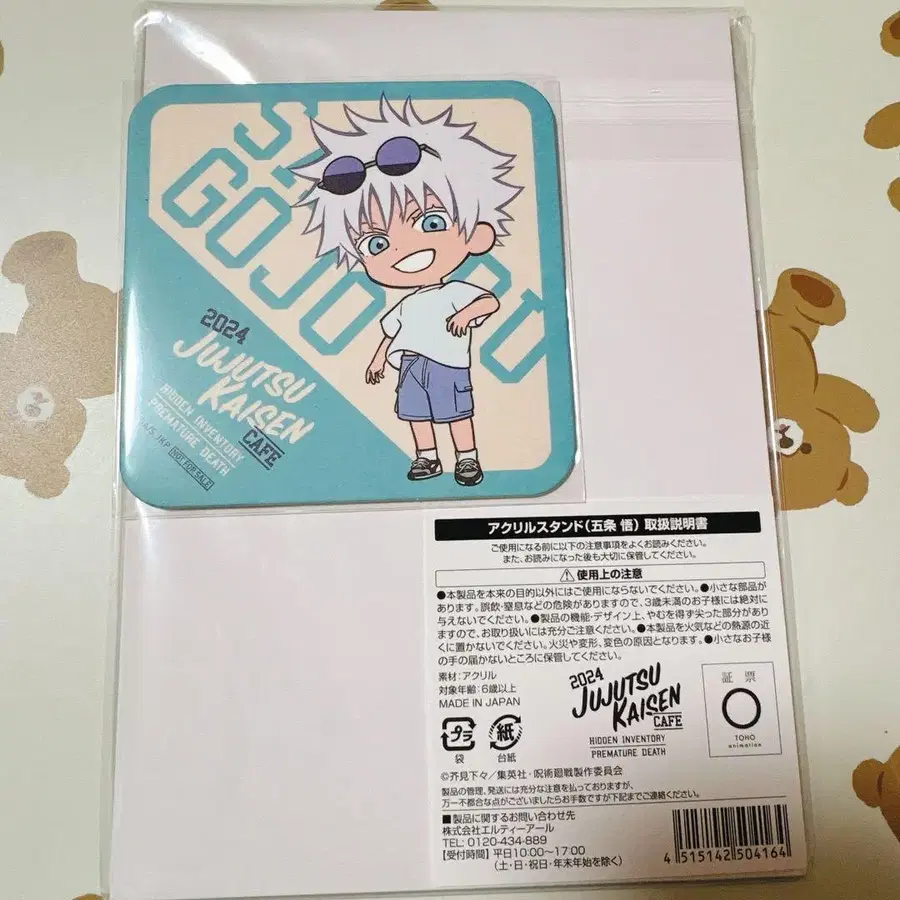 GOJO
2024
JUJUTSU
KAISEN
CAFE
HIDDEN INVENTORY
PREMATURE DEATH
NOT FOR SALE
アクリルスタンド(五条 悟) 取扱説明書
ご使用になる前に以下の注意事項をよくお読みください。
また、お読みになった後も大切に保管してください。
⚠使用上の注意
●本製品を本来の目的以外にはご使用にならないでください。●小さな部品が
あります。誤飲・窒息などの危険がありますので、3歳未満のお子様には絶対に
与えないでください。●製品の機能・デザイン上、やむを得ず尖った部分があり
ますので、お取り扱いには充分ご注意ください。●本製品を火気などの熱源の近
くに置かないでください。火災や変形、変色の原因となります。●小さなお子様
の手の届かないところに保管してください。
素材:アクリル
対象年齢:6歳以上
MADE IN JAPAN
プラ
袋
紙
台紙
2024
JUJUTSU
KAISEN
CAFE
HIDDEN INVENTORY
PREMATURE DEATH
証票
TOHO
animation
©芥見下々/集英社・呪術廻戦製作委員会
製品の管理、発送には充分な注意を払っておりますが、
万一不都合な点がございましたらお手数ですが下記までご連絡ください。
■製品に関するお問い合わせ先
株式会社エルティーアール
TEL: 0120-434-889
【受付時間】平日10:00~17:00
(土・日・祝日・年末年始を除く)
4 515142 504164